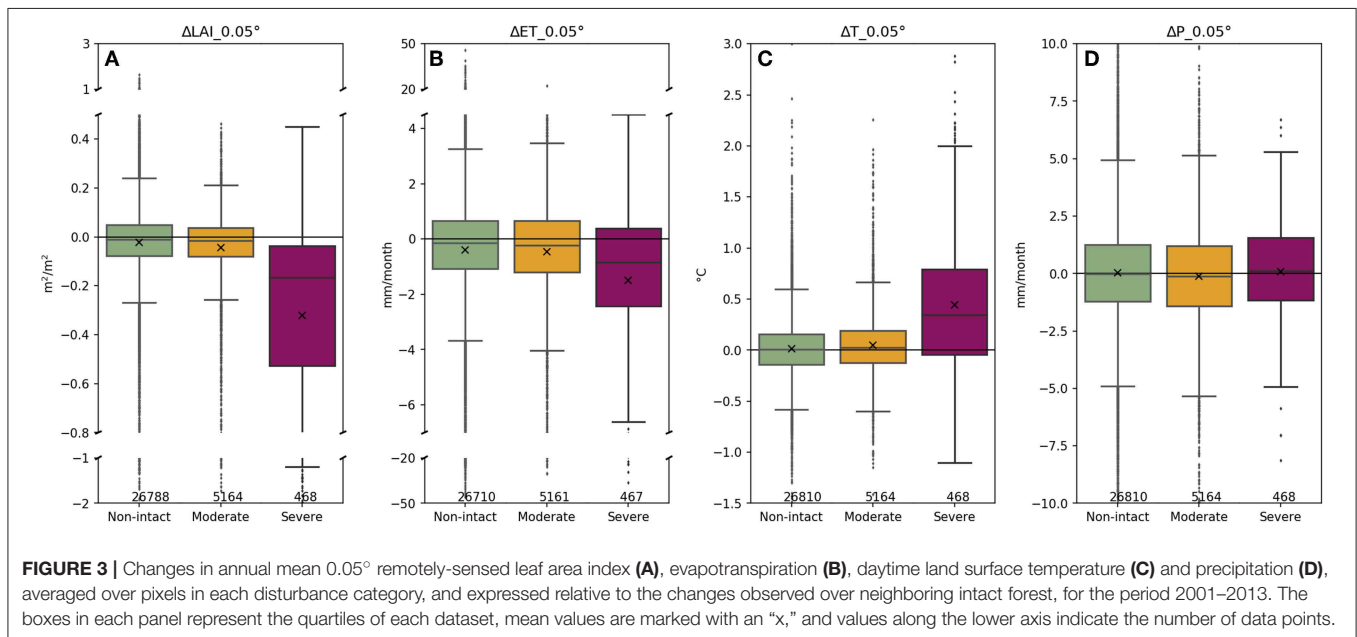 ΔLAI_0.05°
A
3
1
0.4
0.2
0.0
−0.2
−0.4
−0.6
−0.8
−1
−2
m²/m²
26788 5164 468
Non-intact Moderate Severe
ΔET_0.05°
B
50
20
4
2
0
−2
−4
−6
−20
−50
mm/month
26710 5161 467
Non-intact Moderate Severe
ΔT_0.05°
C
3.0
2.5
2.0
1.5
1.0
0.5
0.0
−0.5
−1.0
−1.5
°C
26810 5164 468
Non-intact Moderate Severe
ΔP_0.05°
D
10.0
7.5
5.0
2.5
0.0
−2.5
−5.0
−7.5
−10.0
mm/month
26810 5164 468
Non-intact Moderate Severe
FIGURE 3 | Changes in annual mean 0.05° remotely-sensed leaf area index (A), evapotranspiration (B), daytime land surface temperature (C) and precipitation (D),
averaged over pixels in each disturbance category, and expressed relative to the changes observed over neighboring intact forest, for the period 2001–2013. The
boxes in each panel represent the quartiles of each dataset, mean values are marked with an “x,” and values along the lower axis indicate the number of data points.